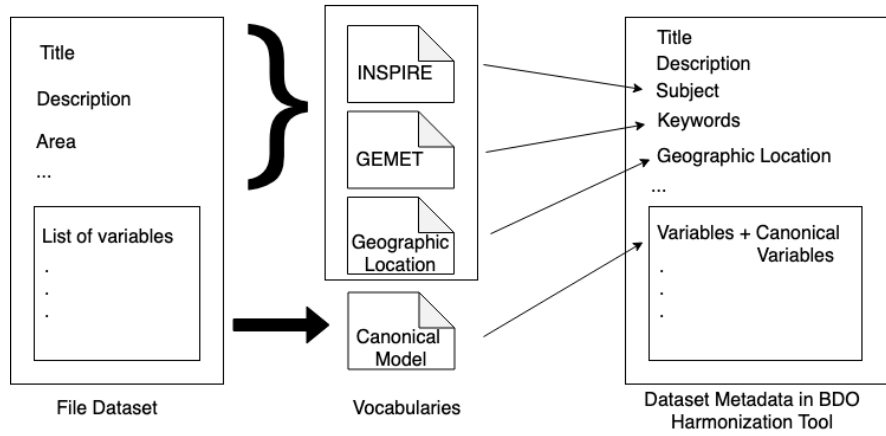 Title
Description
Area
...
List of variables
.
.
.
File Dataset
INSPIRE
GEMET
Geographic
Location
Canonical
Model
Vocabularies
Title
Description
Subject
Keywords
Geographic Location
...
Variables + Canonical
Variables
.
.
.
Dataset Metadata in BDO
Harmonization Tool